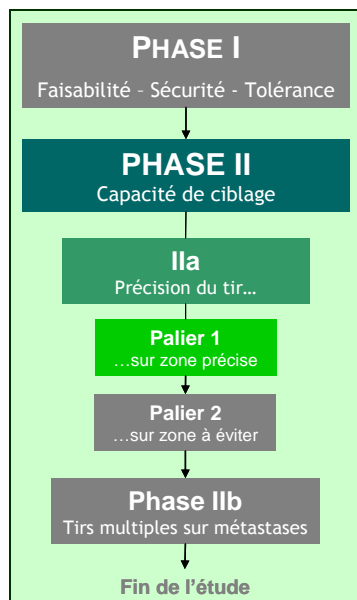 PHASE I
Faisabilité – Sécurité - Tolérance
PHASE II
Capacité de ciblage
IIa
Précision du tir…
Palier 1
…sur zone précise
Palier 2
…sur zone à éviter
Phase IIb
Tirs multiples sur métastases
Fin de l'étude